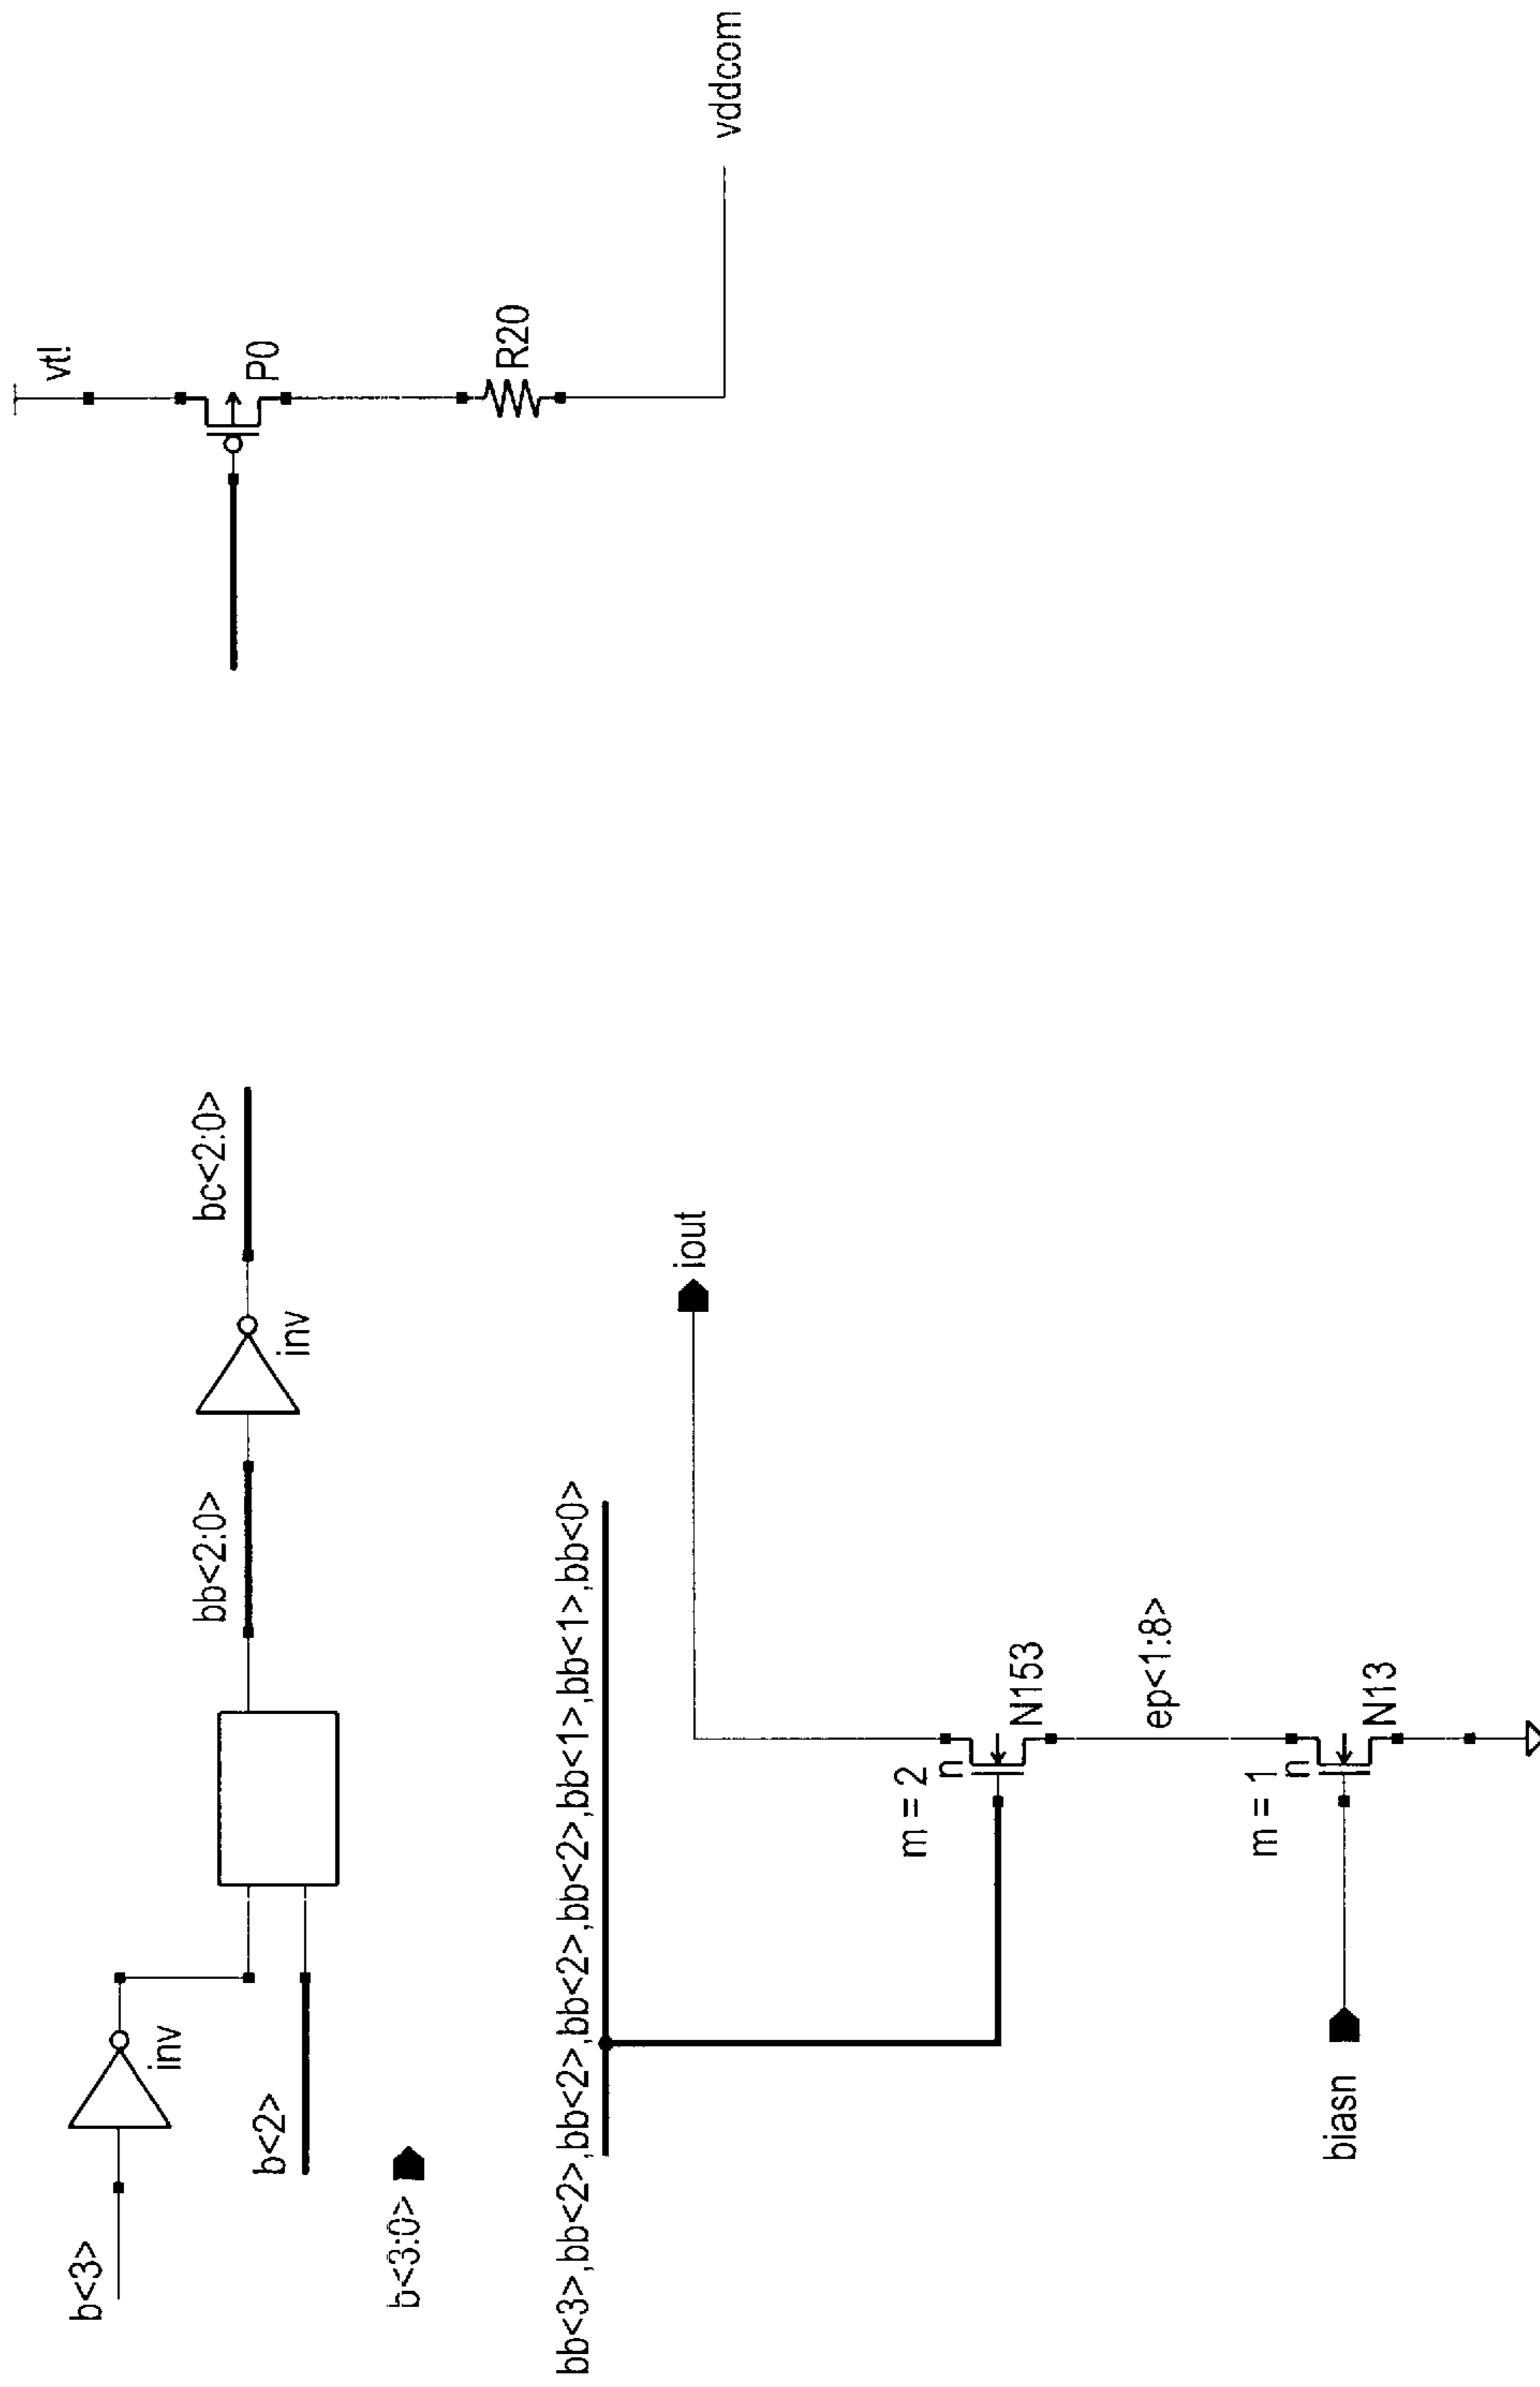 b<3>
inv
b<2>
bb<2:0>
inv
bc<2:0>
b<3:0>
bb<3>,bb<2>,bb<2>,bb<2>,bb<2>,bb<1>,bb<1>,bb<0>
iout
m = 2
n
N153
ep<1:8>
m = 1
n
N13
biasn
vt!
P0
R20
vddcom